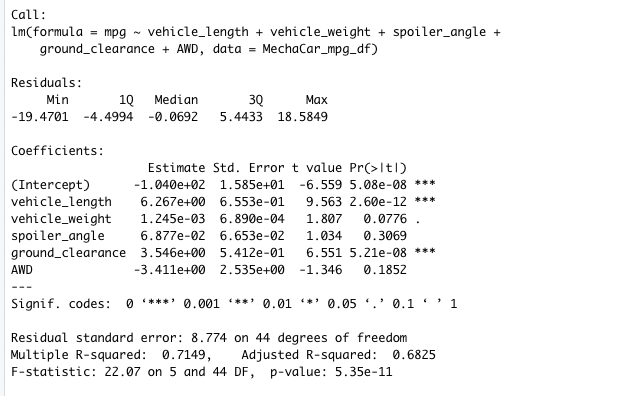 Call:
lm(formula = mpg ~ vehicle_length + vehicle_weight + spoiler_angle +
    ground_clearance + AWD, data = MechaCar_mpg_df)

Residuals:
     Min       1Q   Median       3Q      Max
-19.4701  -4.4994  -0.0692   5.4433  18.5849

Coefficients:
                   Estimate Std. Error t value Pr(>|t|)
(Intercept)      -1.040e+02  1.585e+01  -6.559 5.08e-08 ***
vehicle_length    6.267e+00  6.553e-01   9.563 2.60e-12 ***
vehicle_weight    1.245e-03  6.890e-04   1.807   0.0776 .
spoiler_angle     6.877e-02  6.653e-02   1.034   0.3069
ground_clearance  3.546e+00  5.412e-01   6.551 5.21e-08 ***
AWD              -3.411e+00  2.535e+00  -1.346   0.1852
---
Signif. codes:  0 ‘***’ 0.001 ‘**’ 0.01 ‘*’ 0.05 ‘.’ 0.1 ‘ ’ 1

Residual standard error: 8.774 on 44 degrees of freedom
Multiple R-squared:  0.7149,    Adjusted R-squared:  0.6825
F-statistic: 22.07 on 5 and 44 DF,  p-value: 5.35e-11